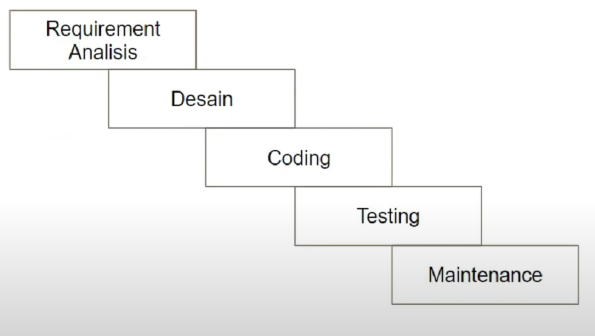 Requirement
Analisis
Desain
Coding
Testing
Maintenance